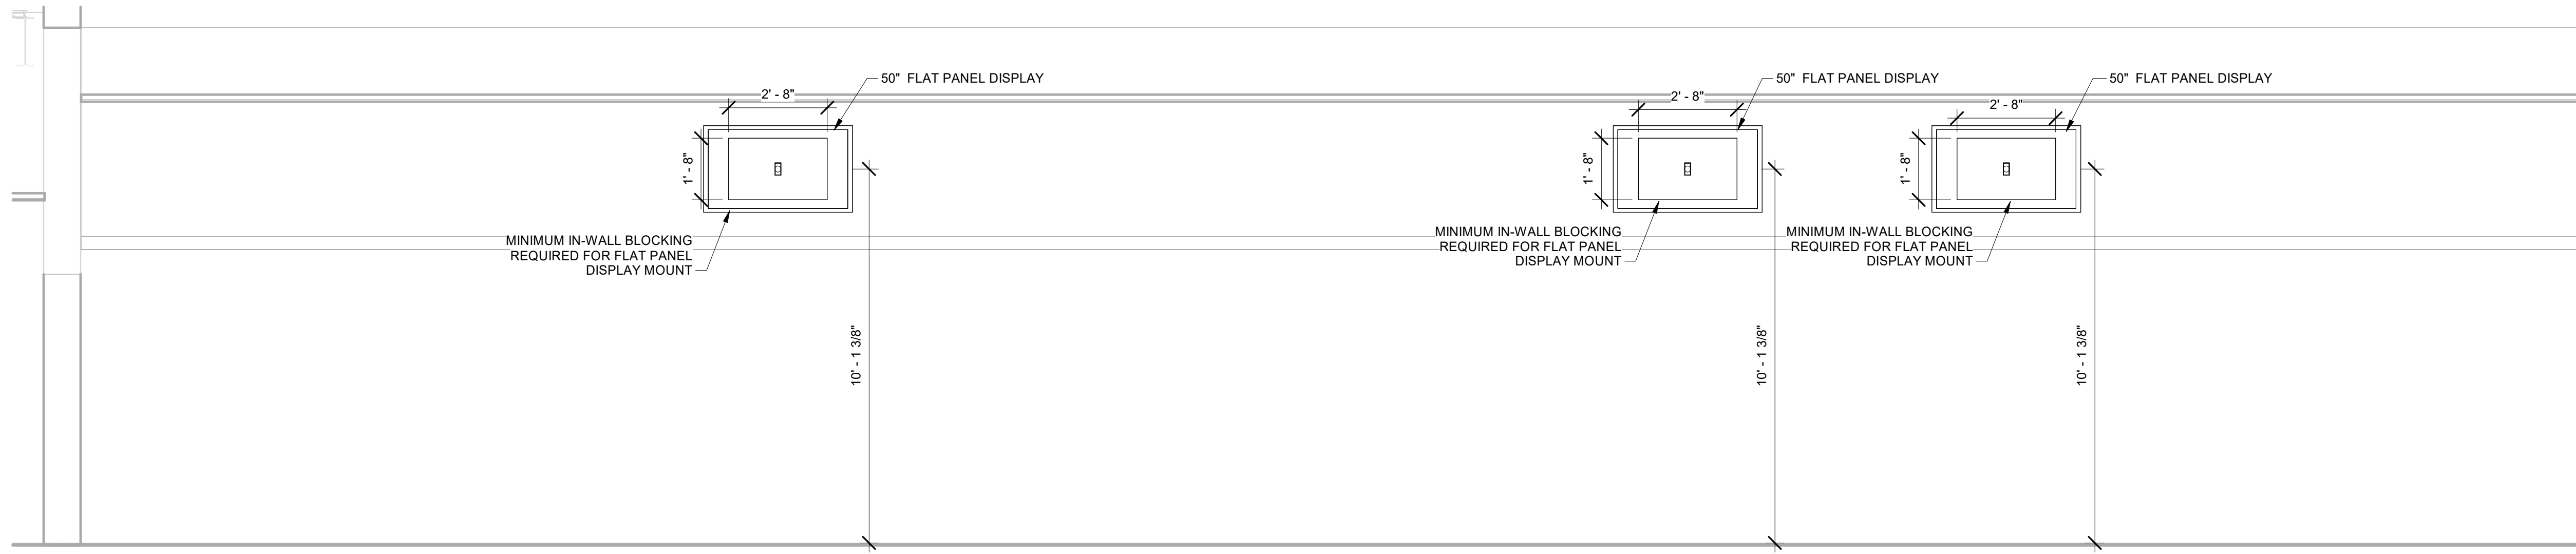 50" FLAT PANEL DISPLAY
2' - 8"
1' - 8"
MINIMUM IN-WALL BLOCKING
REQUIRED FOR FLAT PANEL
DISPLAY MOUNT
10' - 1 3/8"
50" FLAT PANEL DISPLAY
2' - 8"
1' - 8"
MINIMUM IN-WALL BLOCKING
REQUIRED FOR FLAT PANEL
DISPLAY MOUNT
10' - 1 3/8"
50" FLAT PANEL DISPLAY
2' - 8"
1' - 8"
MINIMUM IN-WALL BLOCKING
REQUIRED FOR FLAT PANEL
DISPLAY MOUNT
10' - 1 3/8"